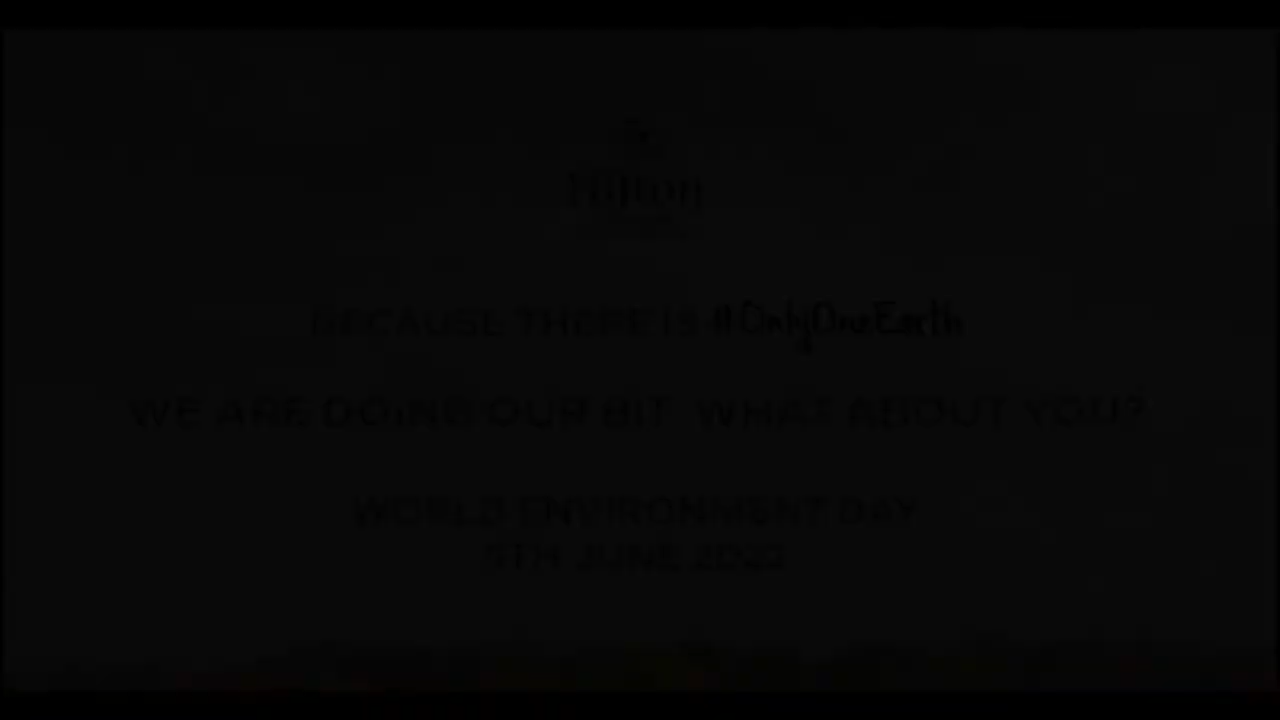 Hilton
BECAUSE THERE IS #OnlyOneEarth
WE ARE DOING OUR BIT. WHAT ABOUT YOU?
WORLD ENVIRONMENT DAY
5TH JUNE 2022